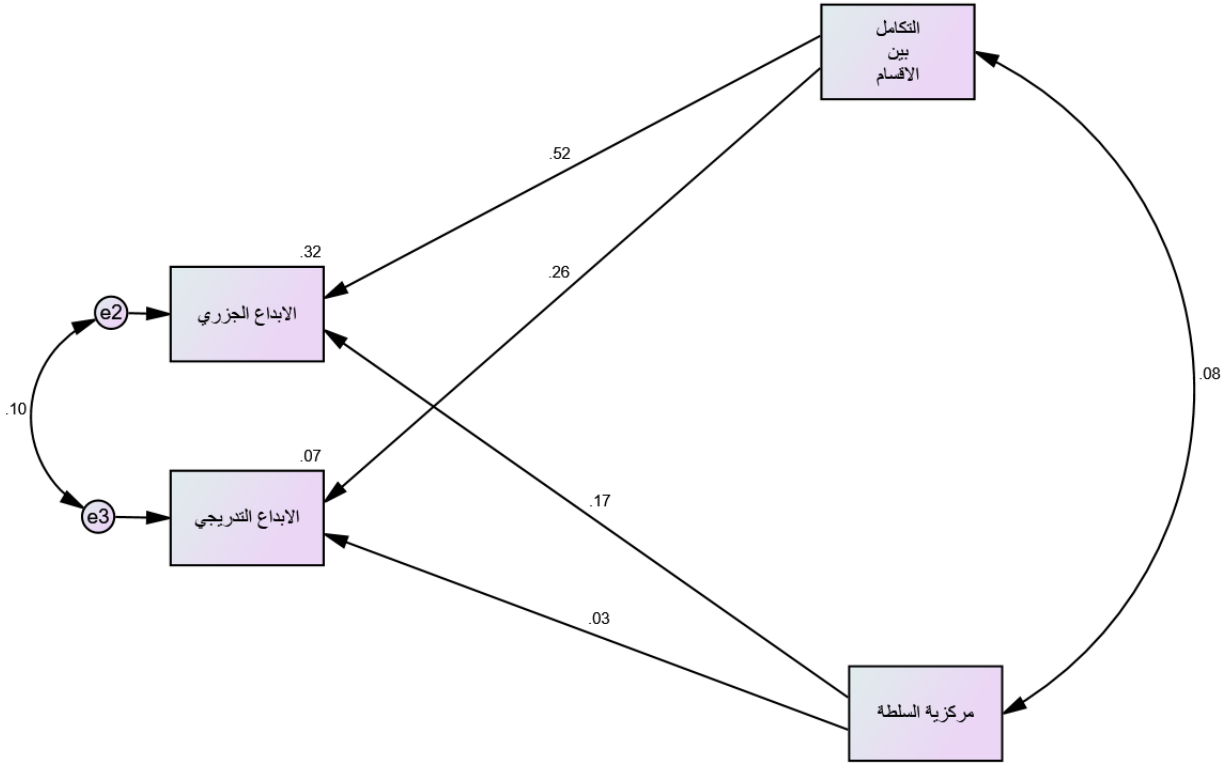 التكامل
بين
الاقسام
.52
.32
.26
e2
الابداع الجزري
.08
.10
.07
e3
الابداع التدريجي
.17
.03
مركزية السلطة